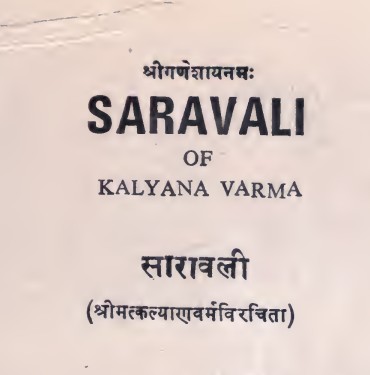 श्रीगणेशायनमः
SARAVALI
OF
KALYANA VARMA
सारावली
(श्रीमत्कल्याणवर्मविरचिता)